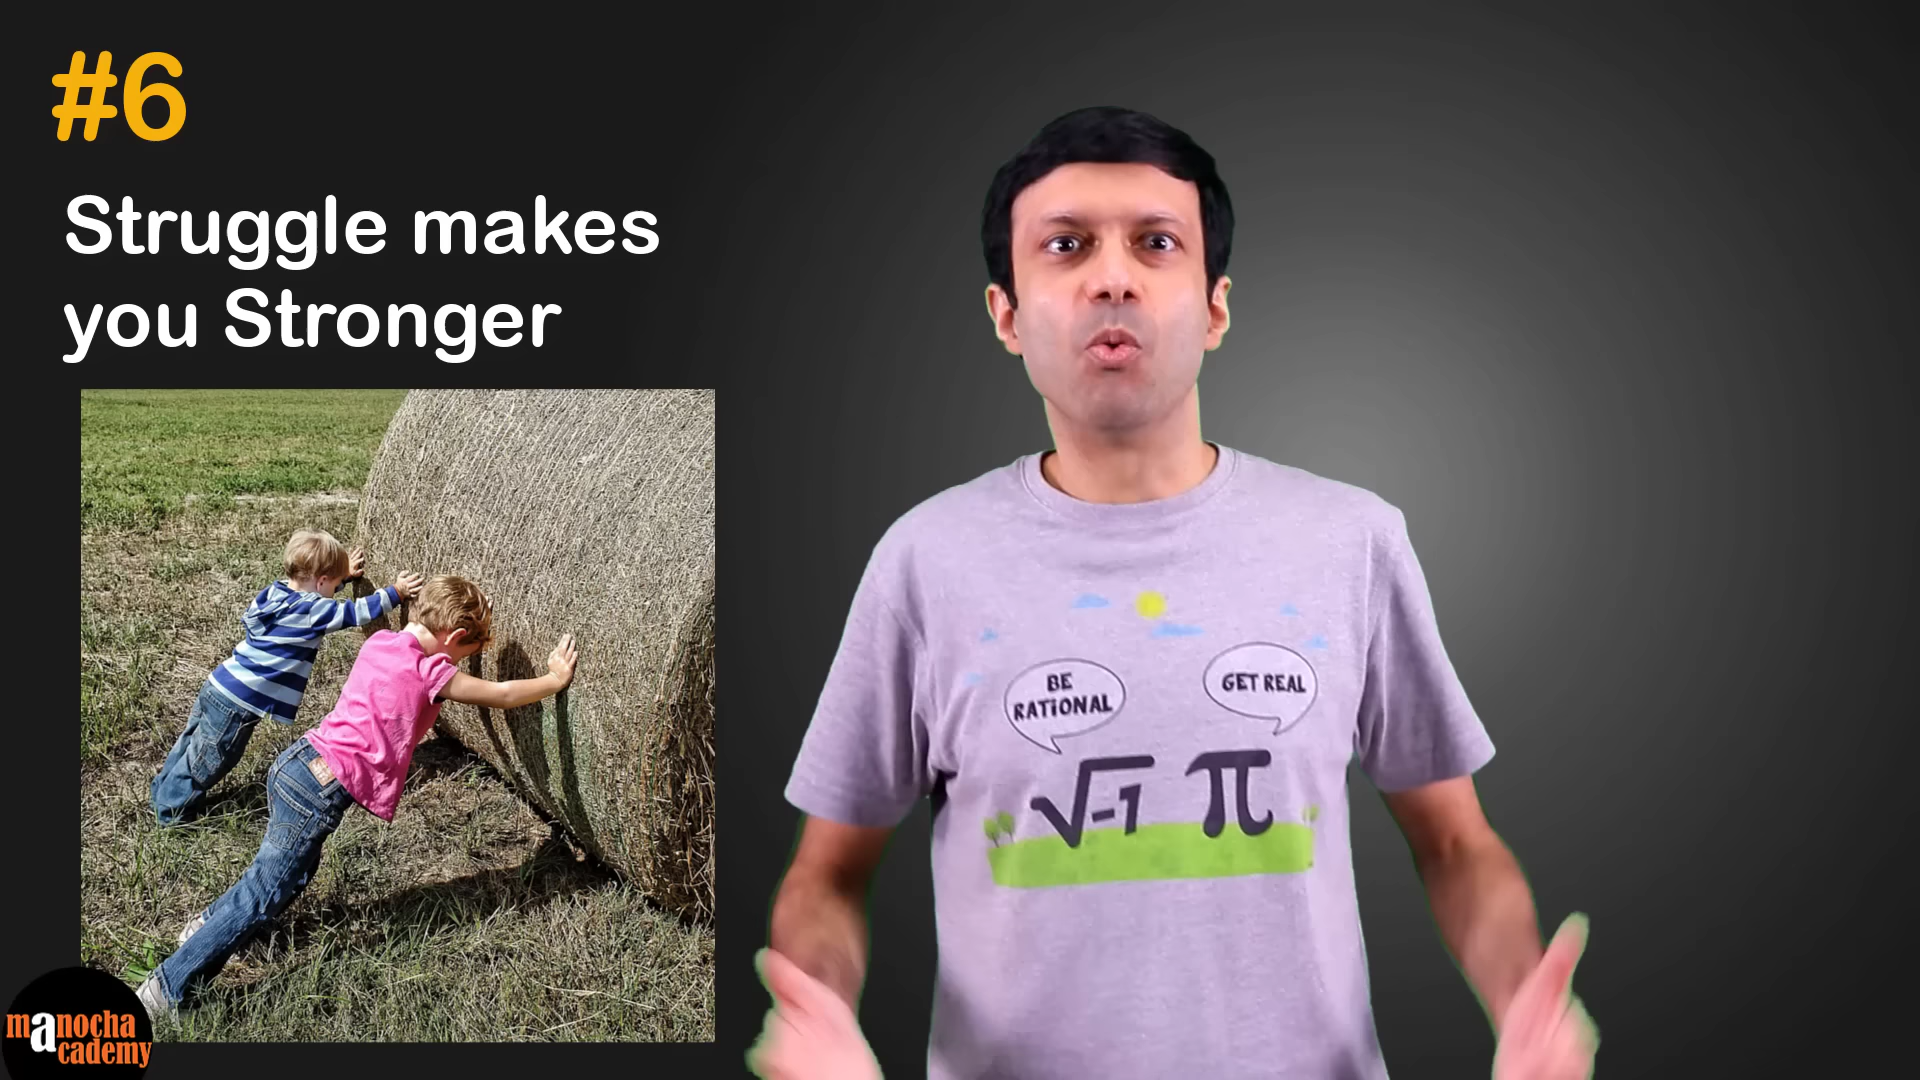 #6
Struggle makes
you Stronger
BE
RATIONAL
GET REAL
√-1 π
manocha
academy